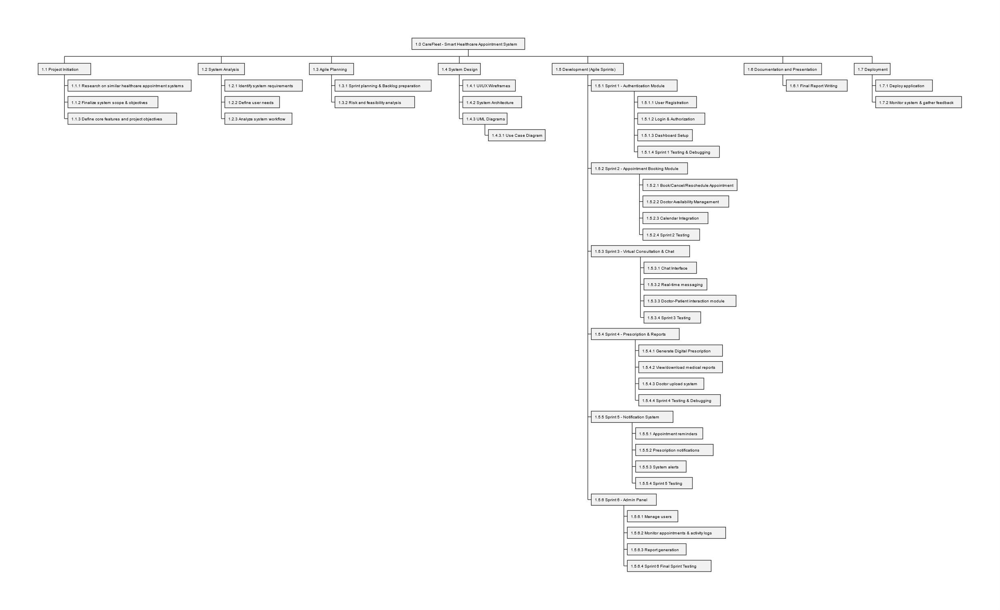 1.0 CareFleet - Smart Healthcare Appointment System
1.1 Project Initiation
1.1.1 Research on similar healthcare appointment systems
1.1.2 Finalize system scope & objectives
1.1.3 Define core features and project objectives
1.2 System Analysis
1.2.1 Identify system requirements
1.2.2 Define user needs
1.2.3 Analyze system workflow
1.3 Agile Planning
1.3.1 Sprint planning & Backlog preparation
1.3.2 Risk and feasibility analysis
1.4 System Design
1.4.1 UI/UX Wireframes
1.4.2 System Architecture
1.4.3 UML Diagrams
1.4.3.1 Use Case Diagram
1.5 Development (Agile Sprints)
1.5.1 Sprint 1 - Authentication Module
1.5.1.1 User Registration
1.5.1.2 Login & Authorization
1.5.1.3 Dashboard Setup
1.5.1.4 Sprint 1 Testing & Debugging
1.5.2 Sprint 2 - Appointment Booking Module
1.5.2.1 Book/Cancel/Reschedule Appointment
1.5.2.2 Doctor Availability Management
1.5.2.3 Calendar Integration
1.5.2.4 Sprint 2 Testing
1.5.3 Sprint 3 - Virtual Consultation & Chat
1.5.3.1 Chat Interface
1.5.3.2 Real-time messaging
1.5.3.3 Doctor-Patient interaction module
1.5.3.4 Sprint 3 Testing
1.5.4 Sprint 4 - Prescription & Reports
1.5.4.1 Generate Digital Prescription
1.5.4.2 View/download medical reports
1.5.4.3 Doctor upload system
1.5.4.4 Sprint 4 Testing & Debugging
1.5.5 Sprint 5 - Notification System
1.5.5.1 Appointment reminders
1.5.5.2 Prescription notifications
1.5.5.3 System alerts
1.5.5.4 Sprint 5 Testing
1.5.6 Sprint 6 - Admin Panel
1.5.6.1 Manage users
1.5.6.2 Monitor appointments & activity logs
1.5.6.3 Report generation
1.5.6.4 Sprint 6 Final Sprint Testing
1.6 Documentation and Presentation
1.6.1 Final Report Writing
1.7 Deployment
1.7.1 Deploy application
1.7.2 Monitor system & gather feedback